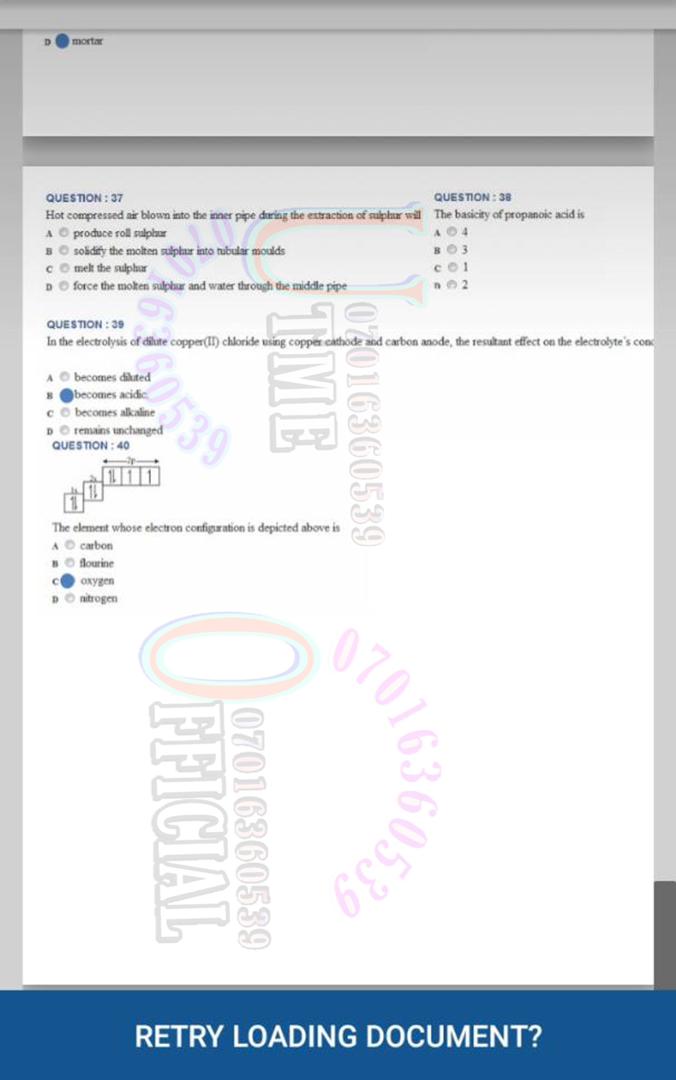 D mortar
QUESTION : 37
Hot compressed air blown into the inner pipe during the extraction of sulphur will
A produce roll sulphur
B solidify the molten sulphur into tubular moulds
C melt the sulphur
D force the molten sulphur and water through the middle pipe
QUESTION : 38
The basicity of propanoic acid is
A 4
B 3
C 1
D 2
QUESTION : 39
In the electrolysis of dilute copper(II) chloride using copper cathode and carbon anode, the resultant effect on the electrolyte's con
A becomes diluted
B becomes acidic
C becomes alkaline
D remains unchanged
QUESTION : 40
1s
2s
2p
The element whose electron configuration is depicted above is
A carbon
B flourine
C oxygen
D nitrogen
UTIME
07016360539
07016360539
OFFICIAL
07016360539
07016360539
RETRY LOADING DOCUMENT?